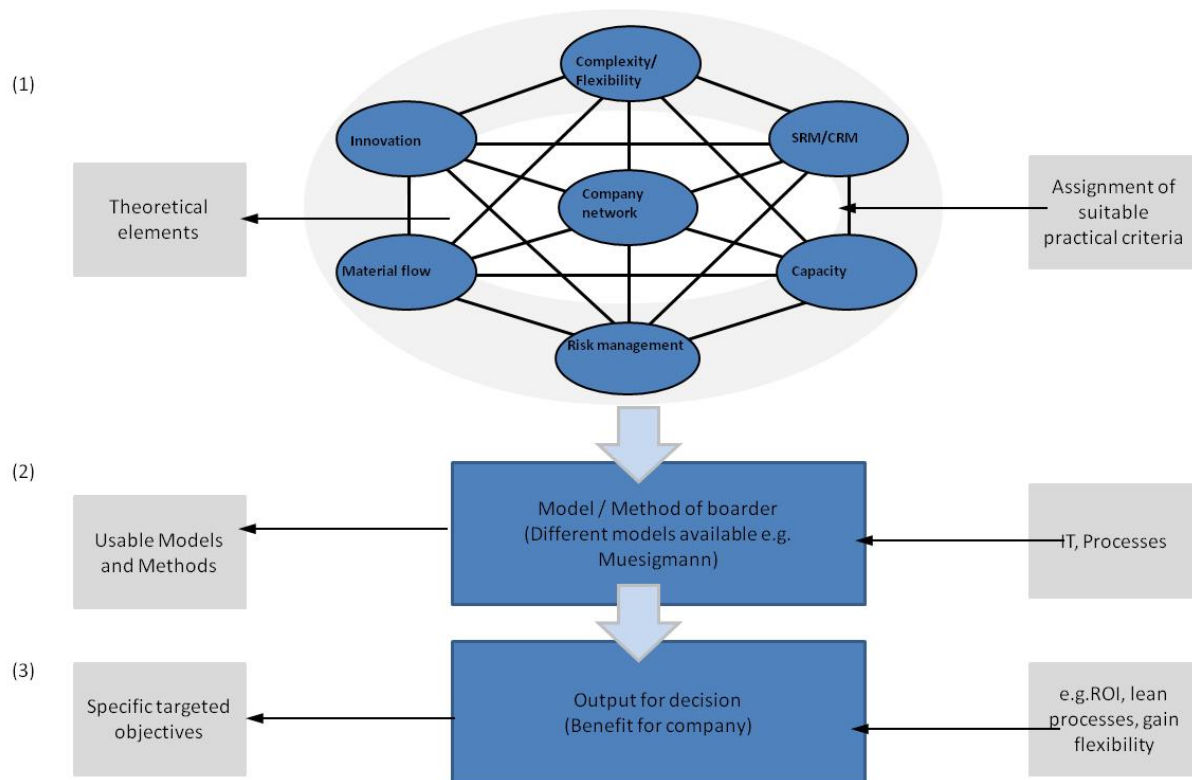 (1)
Complexity/
Flexibility
Innovation
SRM/CRM
Theoretical
elements
Company
network
Assignment of
suitable
practical criteria
Material flow
Capacity
Risk management
(2)
Usable Models
and Methods
Model / Method of boarder
(Different models available e.g.
Muesigmann)
IT, Processes
(3)
Specific targeted
objectives
Output for decision
(Benefit for company)
e.g.ROI, lean
processes, gain
flexibility